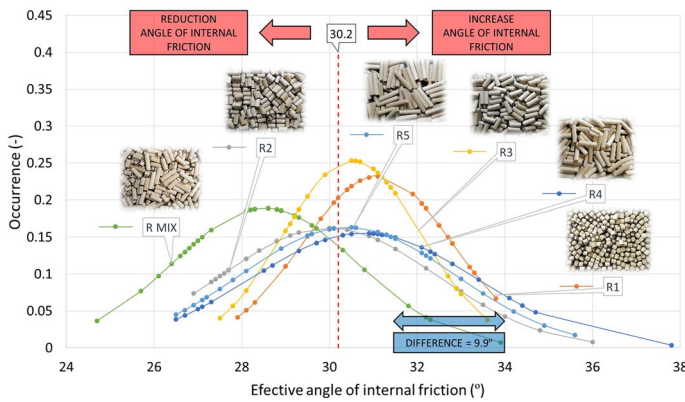 REDUCTION
ANGLE OF INTERNAL
FRICTION
30.2
INCREASE
ANGLE OF INTERNAL
FRICTION
0.45
0.4
0.35
0.3
0.25
0.2
0.15
0.1
0.05
0
Occurrence (-)
R MIX
R2
R5
R3
R4
R1
DIFFERENCE = 9.9°
24 26 28 30 32 34 36 38
Efective angle of internal friction (°)